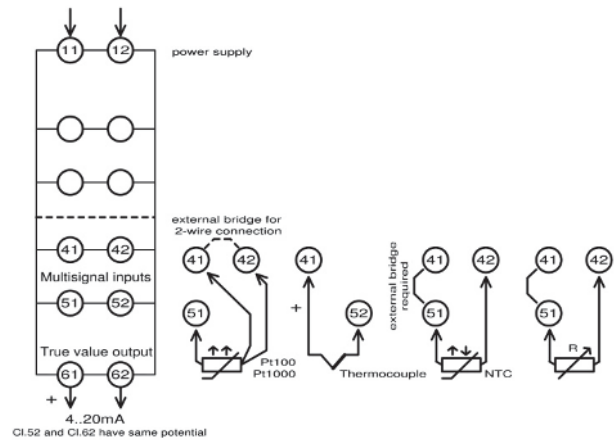 11 12
power supply
external bridge for
2-wire connection
41 42
Multisignal inputs
51 52
True value output
61 62
+
4..20mA
Cl.52 and Cl.62 have same potential
41 42
51
Pt100
Pt1000
41
+
52
Thermocouple
external bridge
required
41 42
51
NTC
41 42
51
R